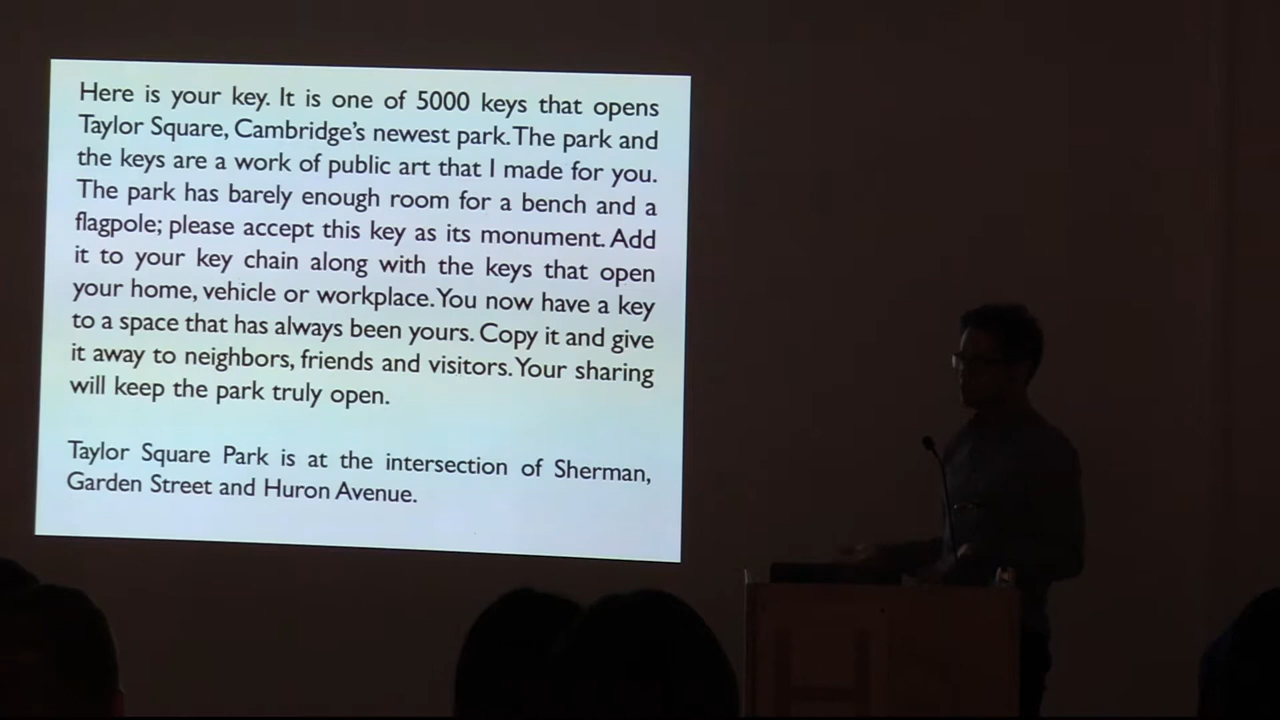 Here is your key. It is one of 5000 keys that opens
Taylor Square, Cambridge's newest park. The park and
the keys are a work of public art that I made for you.
The park has barely enough room for a bench and a
flagpole; please accept this key as its monument. Add
it to your key chain along with the keys that open
your home, vehicle or workplace. You now have a key
to a space that has always been yours. Copy it and give
it away to neighbors, friends and visitors. Your sharing
will keep the park truly open.
Taylor Square Park is at the intersection of Sherman,
Garden Street and Huron Avenue.